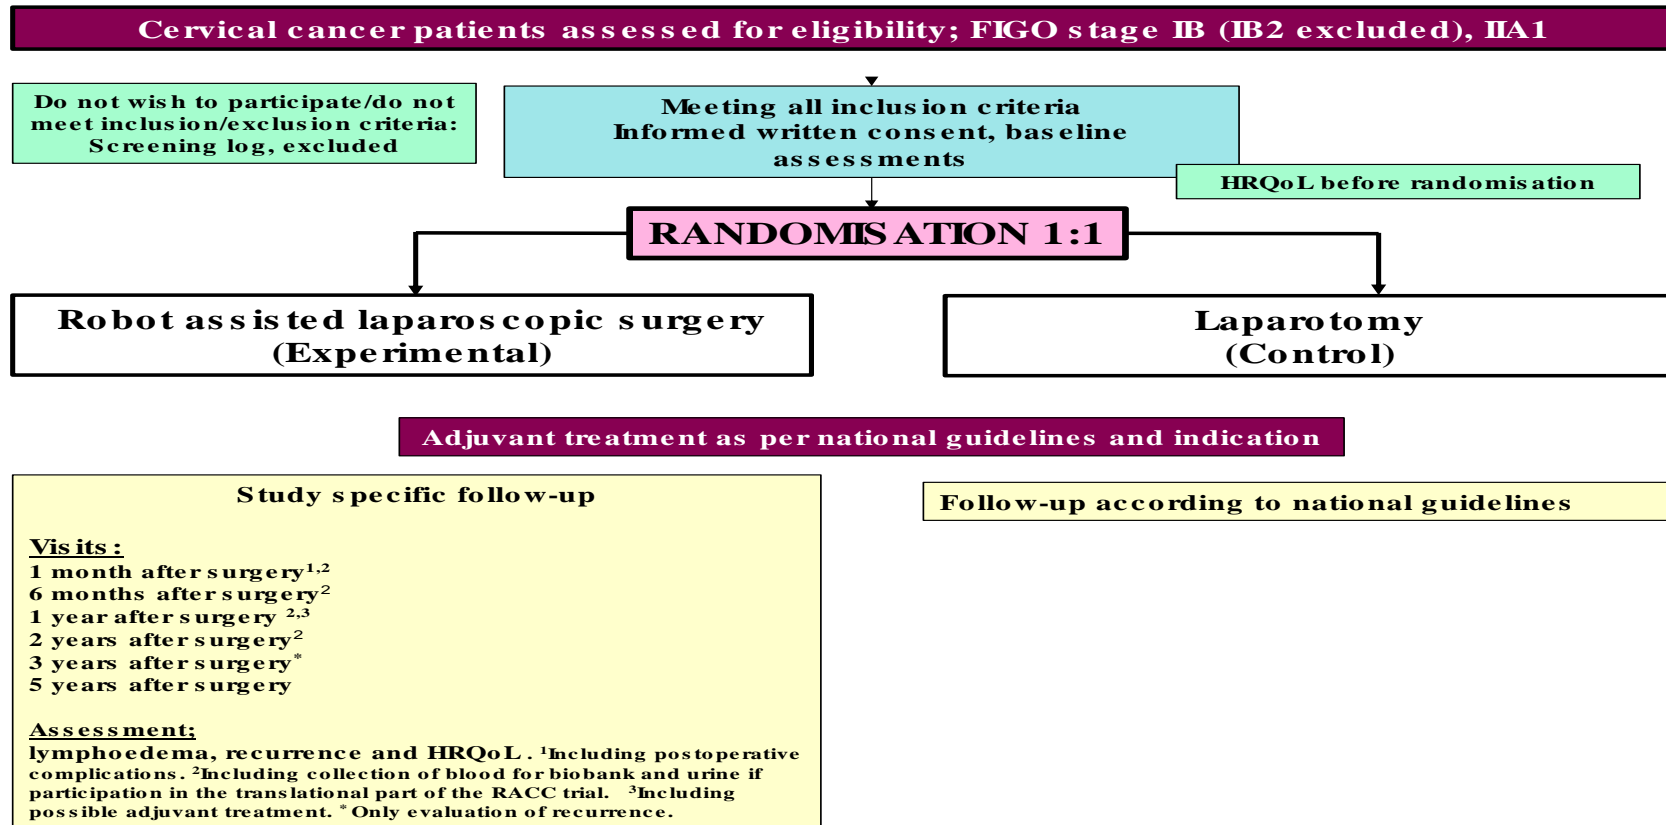 Cervical cancer patients assessed for eligibility; FIGO stage IB (IB2 excluded), IIA1
Do not wish to participate/do not
meet inclusion/exclusion criteria:
Screening log, excluded
Meeting all inclusion criteria
Informed written consent, baseline
assessments
HRQoL before randomisation
RANDOMISATION 1:1
Robot assisted laparoscopic surgery
(Experimental)
Laparotomy
(Control)
Adjuvant treatment as per national guidelines and indication
Study specific follow-up
Visits:
1 month after surgery¹,²
6 months after surgery²
1 year after surgery ²,³
2 years after surgery²
3 years after surgery*
5 years after surgery
Assessment;
lymphoedema, recurrence and HRQoL. ¹Including postoperative
complications. ²Including collection of blood for biobank and urine if
participation in the translational part of the RACC trial. ³Including
possible adjuvant treatment. *Only evaluation of recurrence.
Follow-up according to national guidelines